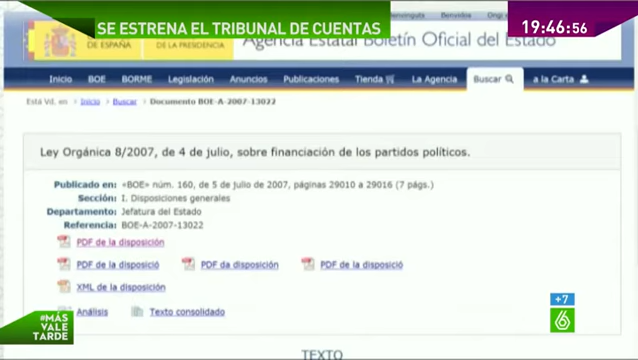 SE ESTRENA EL TRIBUNAL DE CUENTAS
19:46:56
DE ESPAÑA
DE LA PRESIDENCIA
Agencia Estatal Boletín Oficial del Estado
Benvinguts
Ongi
Inicio BOE BORME Legislación Anuncios Publicaciones Tienda La Agencia Buscar a la Carta
Está Vd. en Inicio Buscar Documento BOE-A-2007-13022
Ley Orgánica 8/2007, de 4 de julio, sobre financiación de los partidos políticos.
Publicado en: «BOE» núm. 160, de 5 de julio de 2007, páginas 29010 a 29016 (7 págs.)
Sección: I. Disposiciones generales
Departamento: Jefatura del Estado
Referencia: BOE-A-2007-13022
PDF de la disposición
PDF de la disposició PDF da disposición PDF de la disposició
XML de la disposición
Análisis Texto consolidado
TEXTO
+7
6
#MÁS
VALE
TARDE